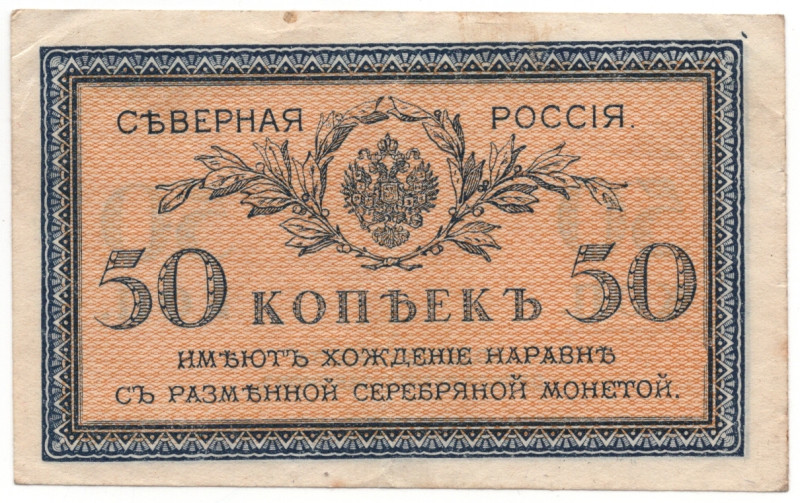 СѢВЕРНАЯ РОССІЯ.
50 КОПѢЕКЪ 50
ИМѢЮТЪ ХОЖДЕНІЕ НАРАВНѢ
СЪ РАЗМѢННОЙ СЕРЕБРЯНОЙ МОНЕТОЙ.